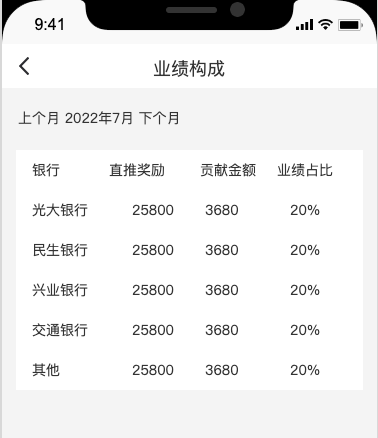 9:41
业绩构成
上个月 2022年7月 下个月
银行 直推奖励 贡献金额 业绩占比
光大银行 25800 3680 20%
民生银行 25800 3680 20%
兴业银行 25800 3680 20%
交通银行 25800 3680 20%
其他 25800 3680 20%